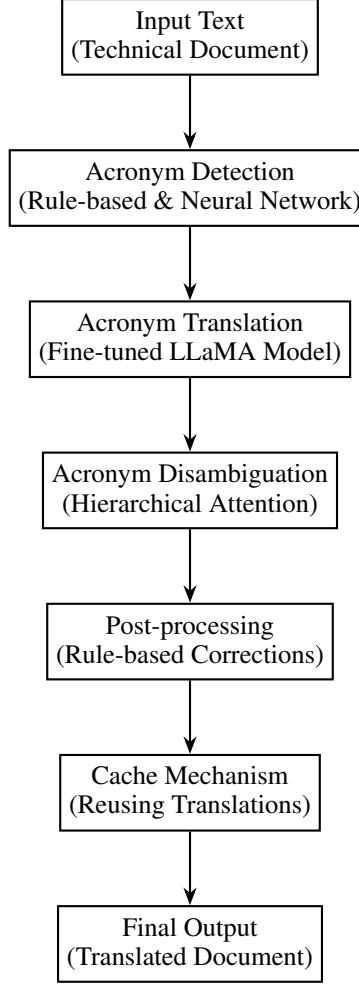 Input Text
(Technical Document)
Acronym Detection
(Rule-based & Neural Network)
Acronym Translation
(Fine-tuned LLaMA Model)
Acronym Disambiguation
(Hierarchical Attention)
Post-processing
(Rule-based Corrections)
Cache Mechanism
(Reusing Translations)
Final Output
(Translated Document)